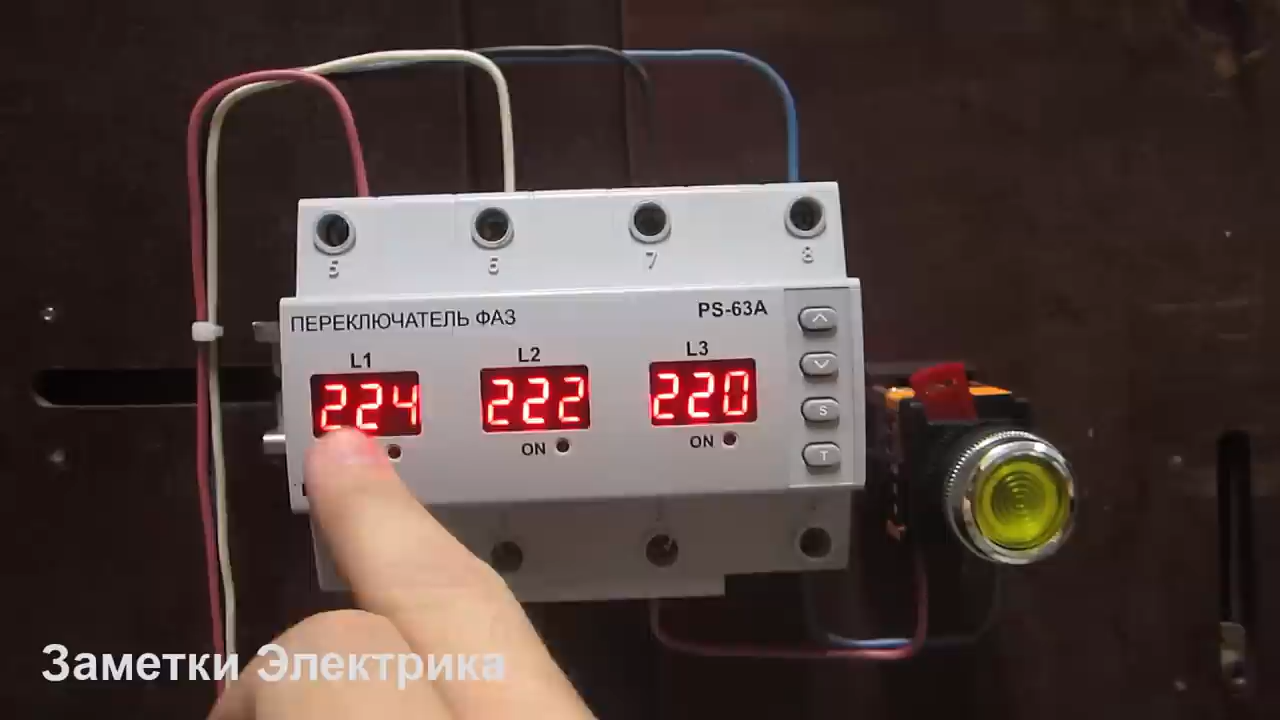 5 6 7 8
ПЕРЕКЛЮЧАТЕЛЬ ФАЗ PS-63A
L1 L2 L3
224 222 220
ON ON
S
T
Заметки Электрика